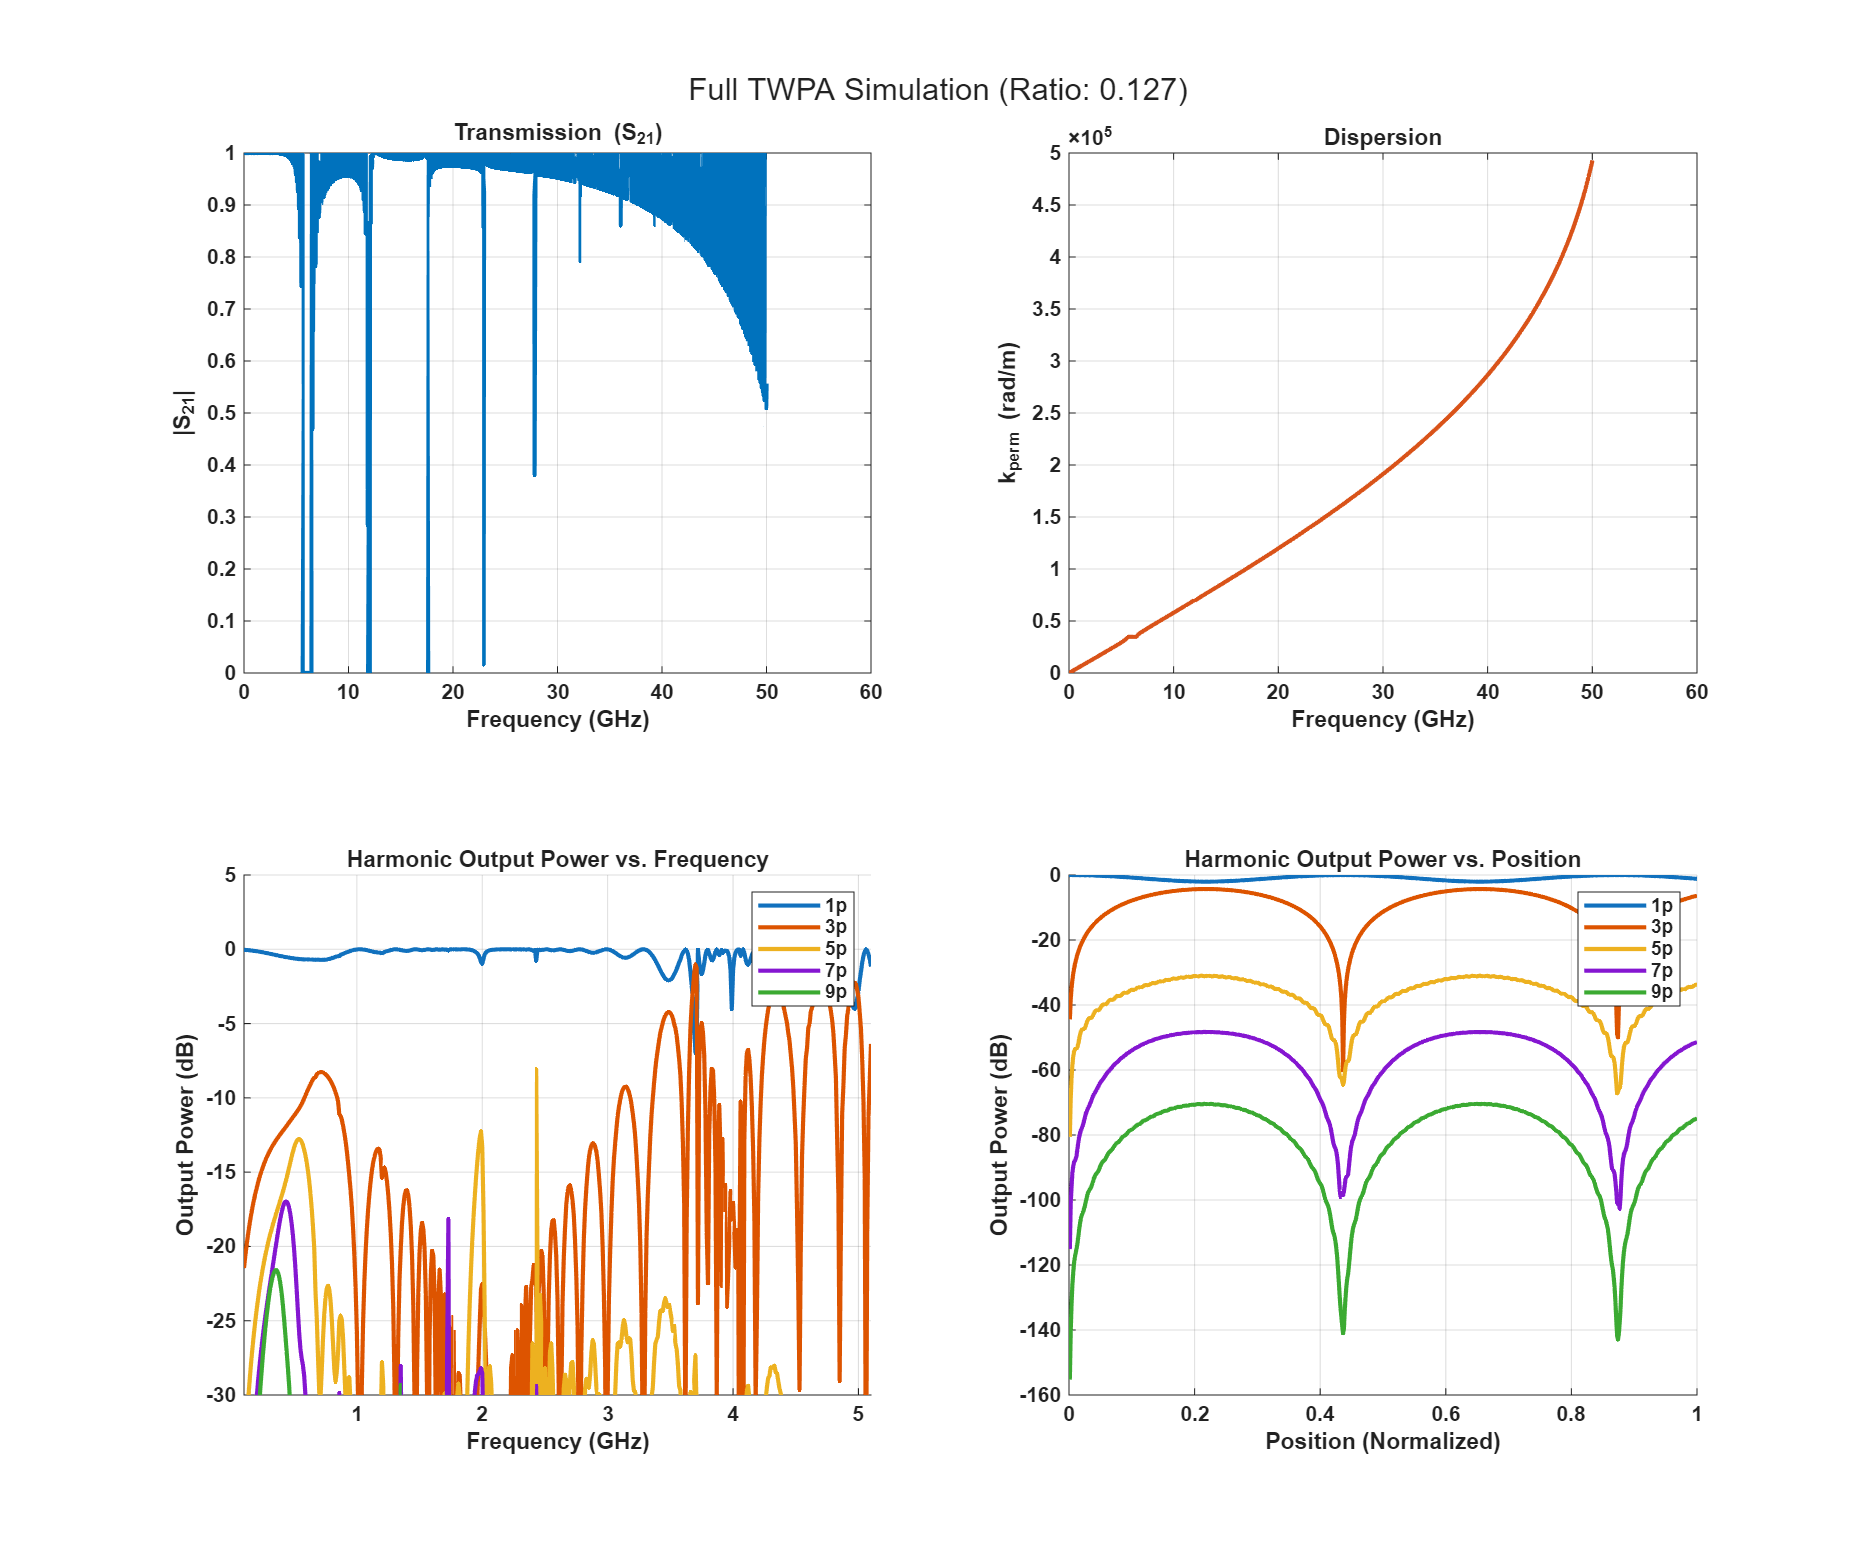 Full TWPA Simulation (Ratio: 0.127)
Transmission (S21)
1
0.9
0.8
0.7
0.6
0.5
0.4
0.3
0.2
0.1
0
|S21|
0 10 20 30 40 50 60
Frequency (GHz)
×10^5
Dispersion
5
4.5
4
3.5
3
2.5
2
1.5
1
0.5
0
kperm (rad/m)
0 10 20 30 40 50 60
Frequency (GHz)
Harmonic Output Power vs. Frequency
5
0
-5
-10
-15
-20
-25
-30
Output Power (dB)
1p
3p
5p
7p
9p
1 2 3 4 5
Frequency (GHz)
Harmonic Output Power vs. Position
0
-20
-40
-60
-80
-100
-120
-140
-160
Output Power (dB)
1p
3p
5p
7p
9p
0 0.2 0.4 0.6 0.8 1
Position (Normalized)